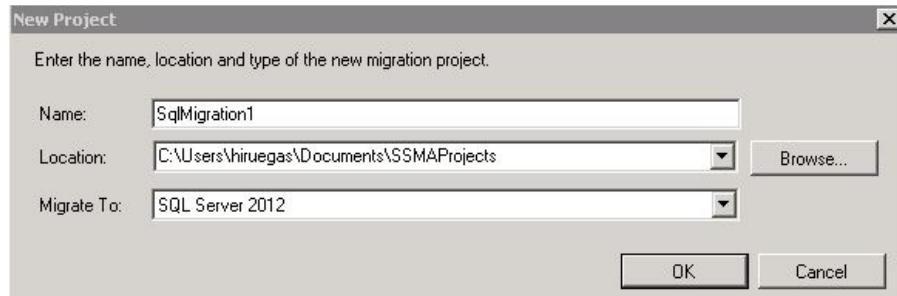 New Project
Enter the name, location and type of the new migration project.
Name: SqlMigration1
Location: C:\Users\hiruegas\Documents\SSMAProjects Browse...
Migrate To: SQL Server 2012
OK Cancel